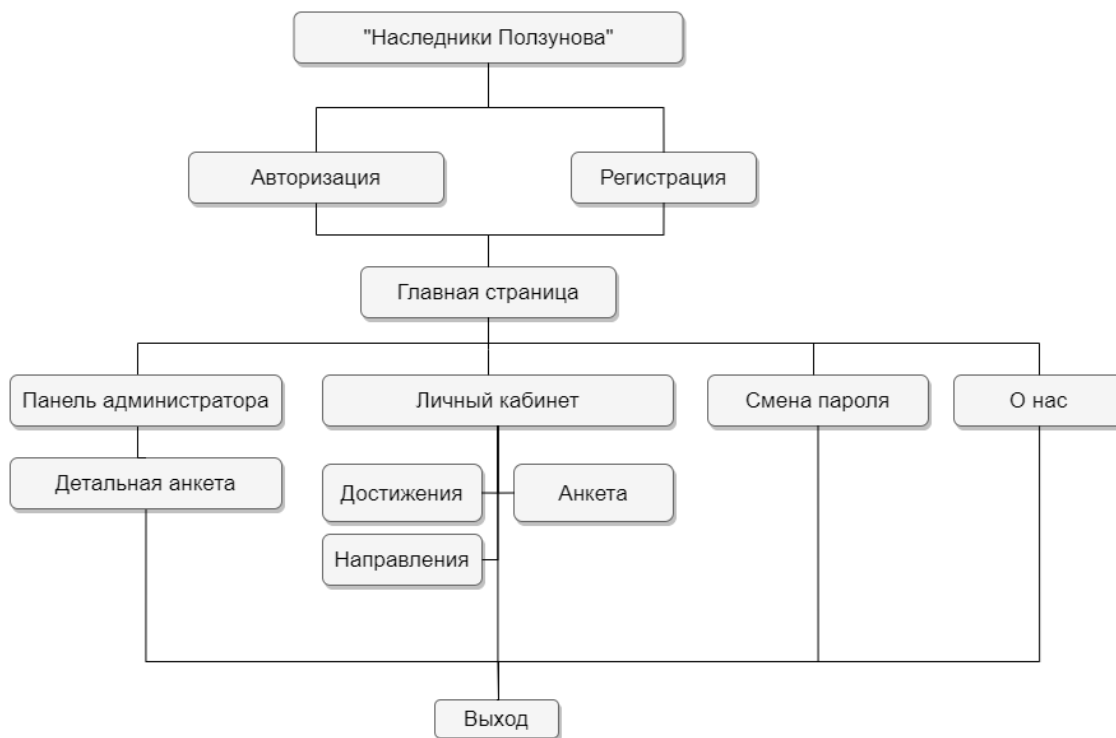 "Наследники Ползунова"
Авторизация
Регистрация
Главная страница
Панель администратора
Личный кабинет
Смена пароля
О нас
Детальная анкета
Достижения
Анкета
Направления
Выход